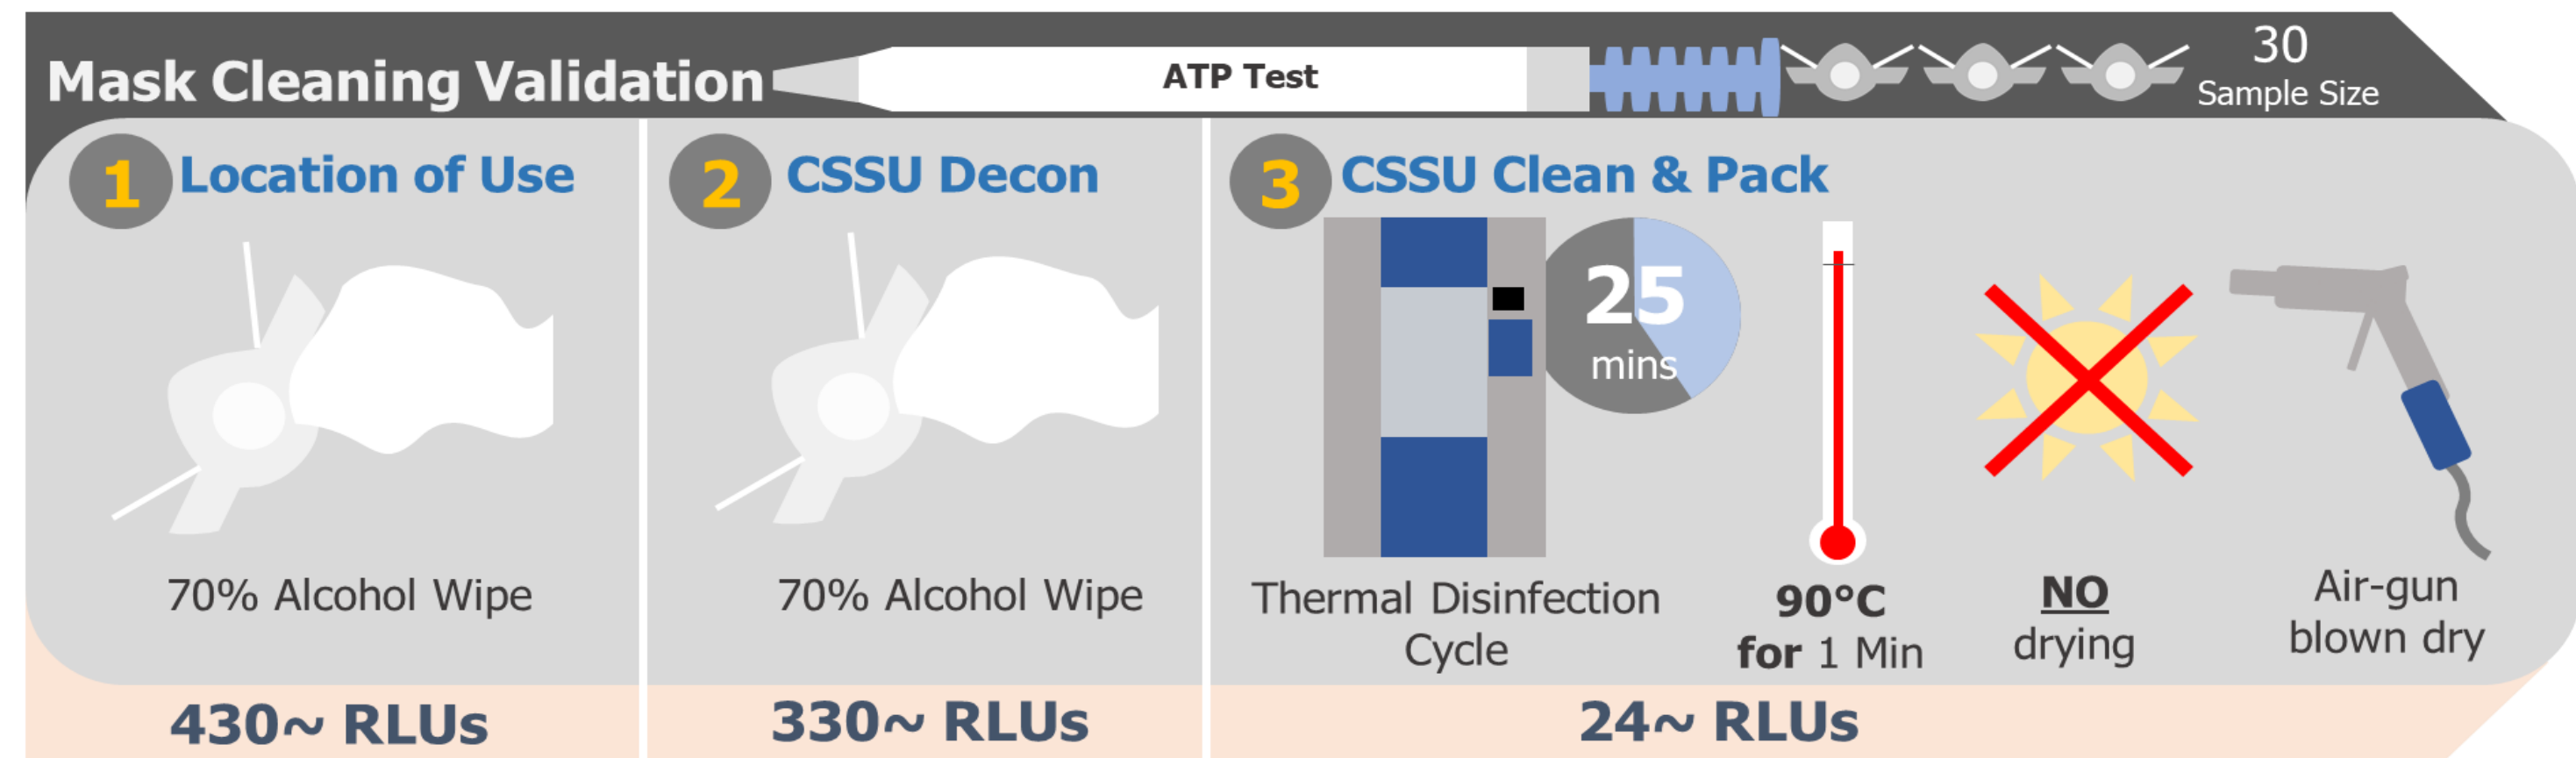 Mask Cleaning Validation
ATP Test
30
Sample Size
1 Location of Use
70% Alcohol Wipe
430~ RLUs
2 CSSU Decon
70% Alcohol Wipe
330~ RLUs
3 CSSU Clean & Pack
25
mins
Thermal Disinfection
Cycle
90°C
for 1 Min
NO
drying
Air-gun
blown dry
24~ RLUs